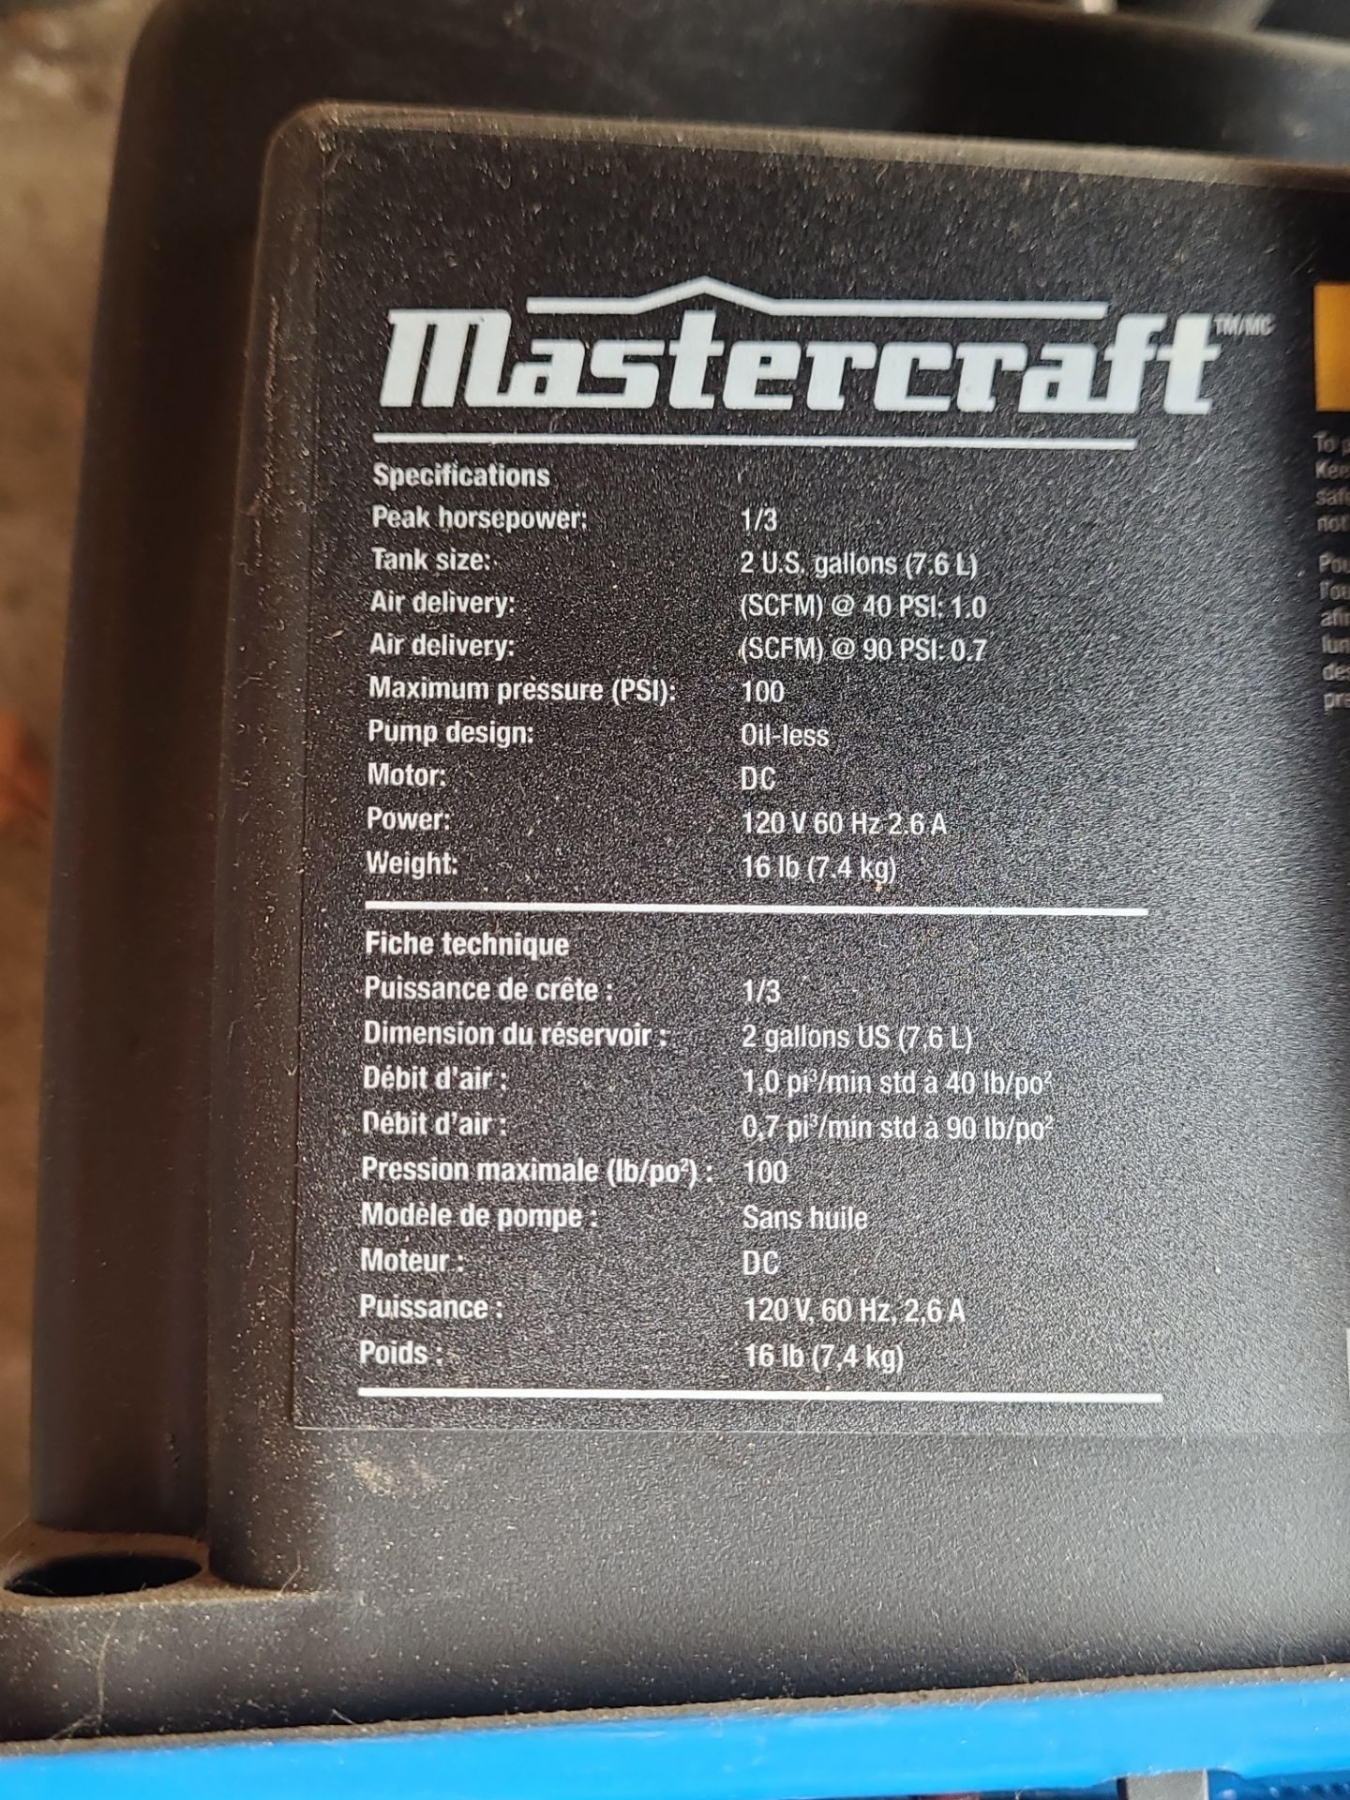 Mastercraft TM/MC
Specifications
Peak horsepower: 1/3
Tank size: 2 U.S. gallons (7.6 L)
Air delivery: (SCFM) @ 40 PSI: 1.0
Air delivery: (SCFM) @ 90 PSI: 0.7
Maximum pressure (PSI): 100
Pump design: Oil-less
Motor: DC
Power: 120 V 60 Hz 2.6 A
Weight: 16 lb (7.4 kg)
Fiche technique
Puissance de crête : 1/3
Dimension du réservoir : 2 gallons US (7,6 L)
Débit d'air : 1,0 pi³/min std à 40 lb/po²
Débit d'air : 0,7 pi³/min std à 90 lb/po²
Pression maximale (lb/po²) : 100
Modèle de pompe : Sans huile
Moteur : DC
Puissance : 120 V, 60 Hz, 2,6 A
Poids : 16 lb (7,4 kg)
To